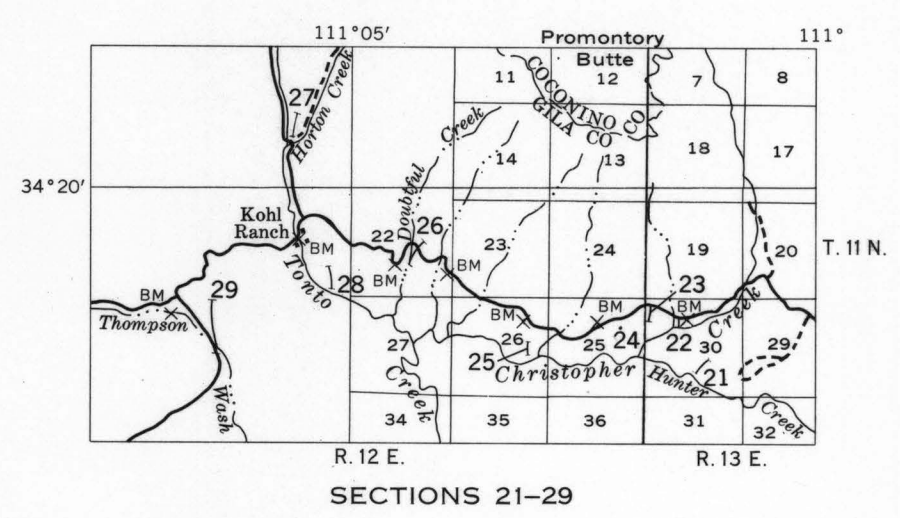 111°05'
111°
Promontory
Butte
11
12
7
8
COCONINO CO
GILA CO
27
Horton Creek
Doubtful Creek
14
13
18
17
34°20'
Kohl
Ranch
BM
22
26
23
24
19
20
T. 11 N.
BM
BM
Tonto Creek
28
29
BM
Thompson Wash
23
BM
BM
BM
Christopher Creek
27
26
25
24
22
30
29
25
21
Hunter Creek
34
35
36
31
32
R. 12 E.
R. 13 E.
SECTIONS 21–29